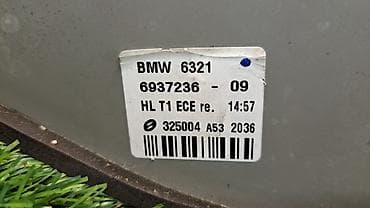 BMW 6321
6937236 - 09
HL T1 ECE re. 14:57
325004 A53 2036